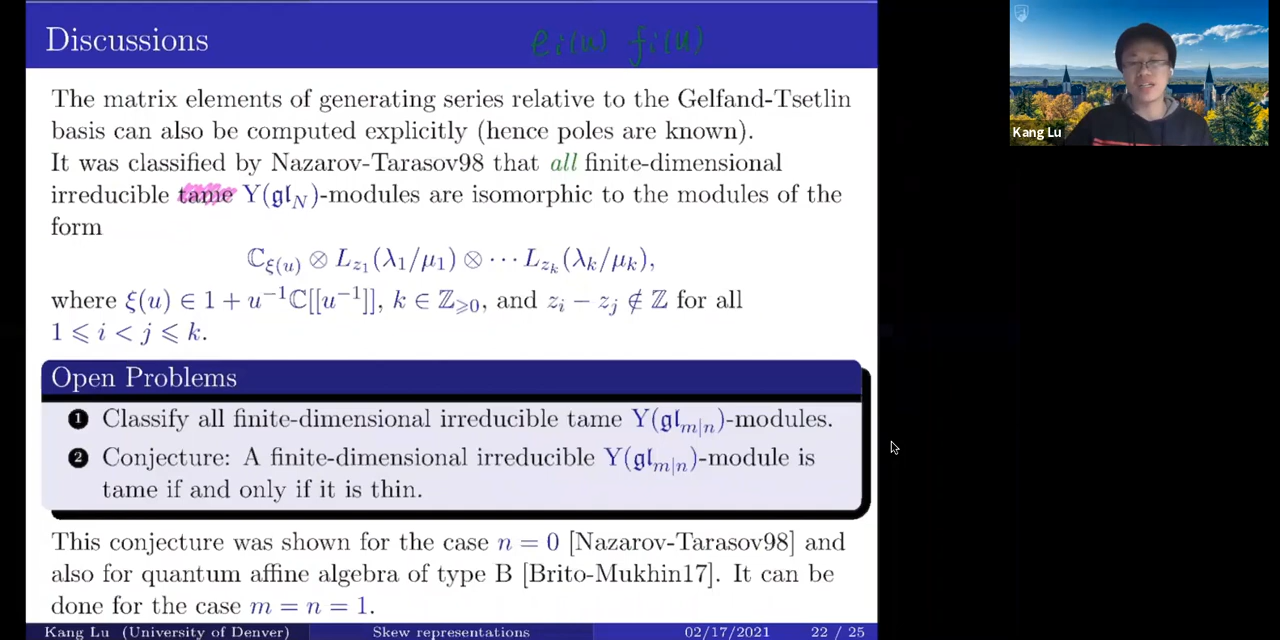 Discussions
e_i(u) f_i(u)
The matrix elements of generating series relative to the Gelfand-Tsetlin
basis can also be computed explicitly (hence poles are known).
It was classified by Nazarov-Tarasov98 that all finite-dimensional
irreducible tame Y(𝔤𝔩_N)-modules are isomorphic to the modules of the
form
ℂ_{ξ(u)} ⊗ L_{z_1}(λ_1/μ_1) ⊗ ⋯ L_{z_k}(λ_k/μ_k),
where ξ(u) ∈ 1 + u^{-1}ℂ[[u^{-1}]], k ∈ ℤ_{⩾0}, and z_i − z_j ∉ ℤ for all
1 ⩽ i < j ⩽ k.
Open Problems
1 Classify all finite-dimensional irreducible tame Y(𝔤𝔩_{m|n})-modules.
2 Conjecture: A finite-dimensional irreducible Y(𝔤𝔩_{m|n})-module is
tame if and only if it is thin.
This conjecture was shown for the case n = 0 [Nazarov-Tarasov98] and
also for quantum affine algebra of type B [Brito-Mukhin17]. It can be
done for the case m = n = 1.
Kang Lu (University of Denver) Skew representations 02/17/2021 22 / 25
Kang Lu